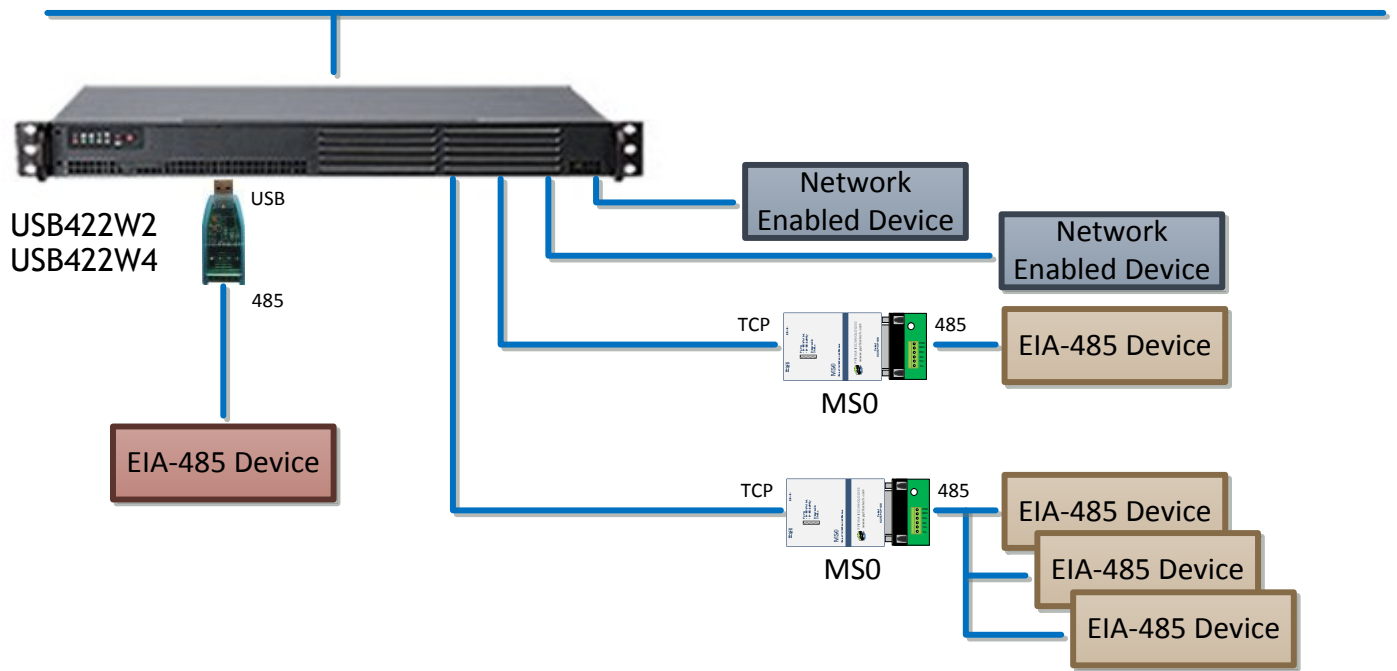 Network
Enabled Device
Network
Enabled Device
USB
USB422W2
USB422W4
485
TCP
485
EIA-485 Device
MS0
EIA-485 Device
TCP
485
EIA-485 Device
MS0
EIA-485 Device
EIA-485 Device